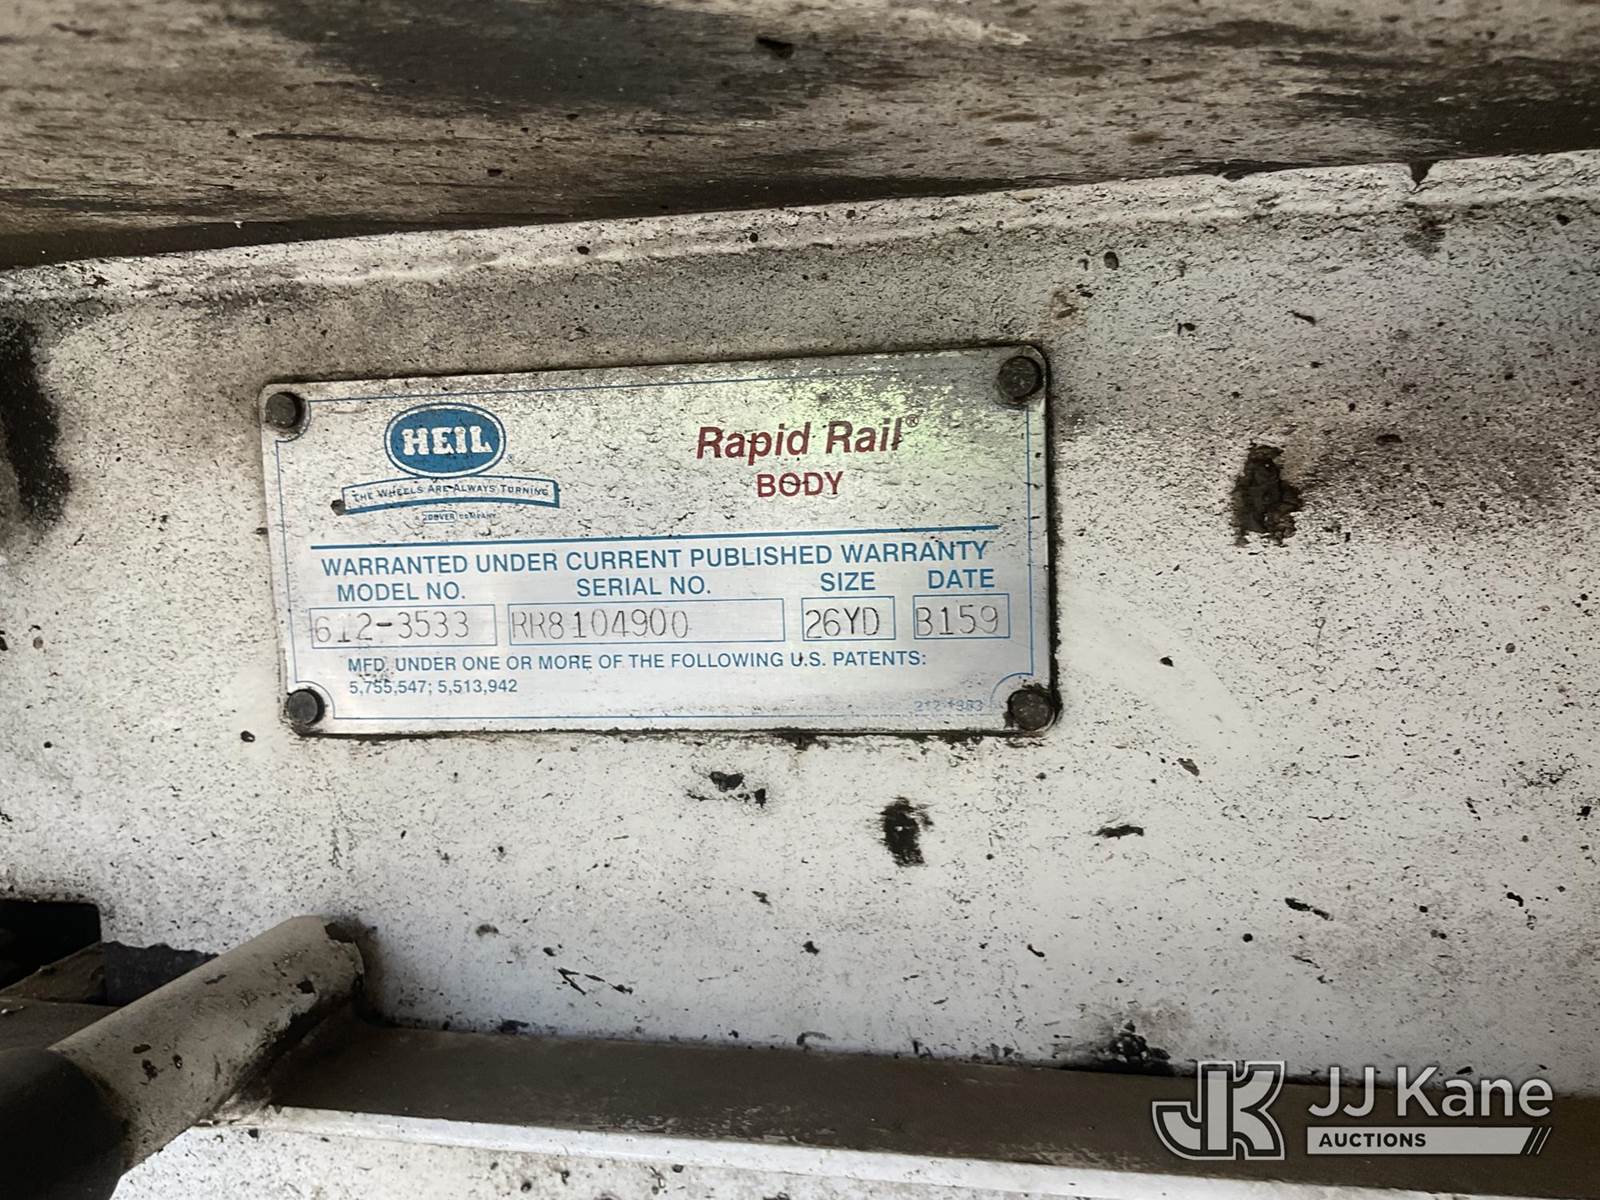 HEIL
THE WHEELS ARE ALWAYS TURNING
A DOVER COMPANY
Rapid Rail®
BODY
WARRANTED UNDER CURRENT PUBLISHED WARRANTY
MODEL NO. SERIAL NO. SIZE DATE
612-3533 RR8104900 26YD B159
MFD. UNDER ONE OR MORE OF THE FOLLOWING U.S. PATENTS:
5,755,547; 5,513,942
JJ Kane
AUCTIONS